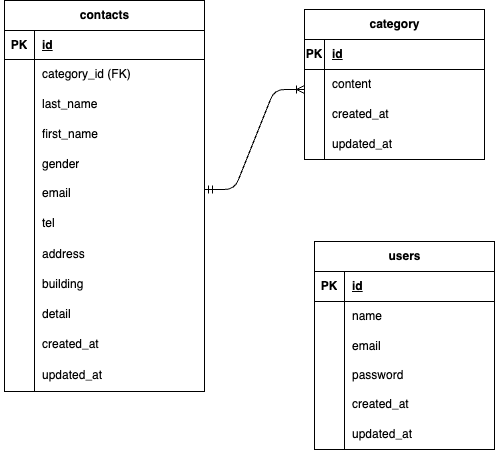 contacts
PK id
category_id (FK)
last_name
first_name
gender
email
tel
address
building
detail
created_at
updated_at
category
PK id
content
created_at
updated_at
users
PK id
name
email
password
created_at
updated_at